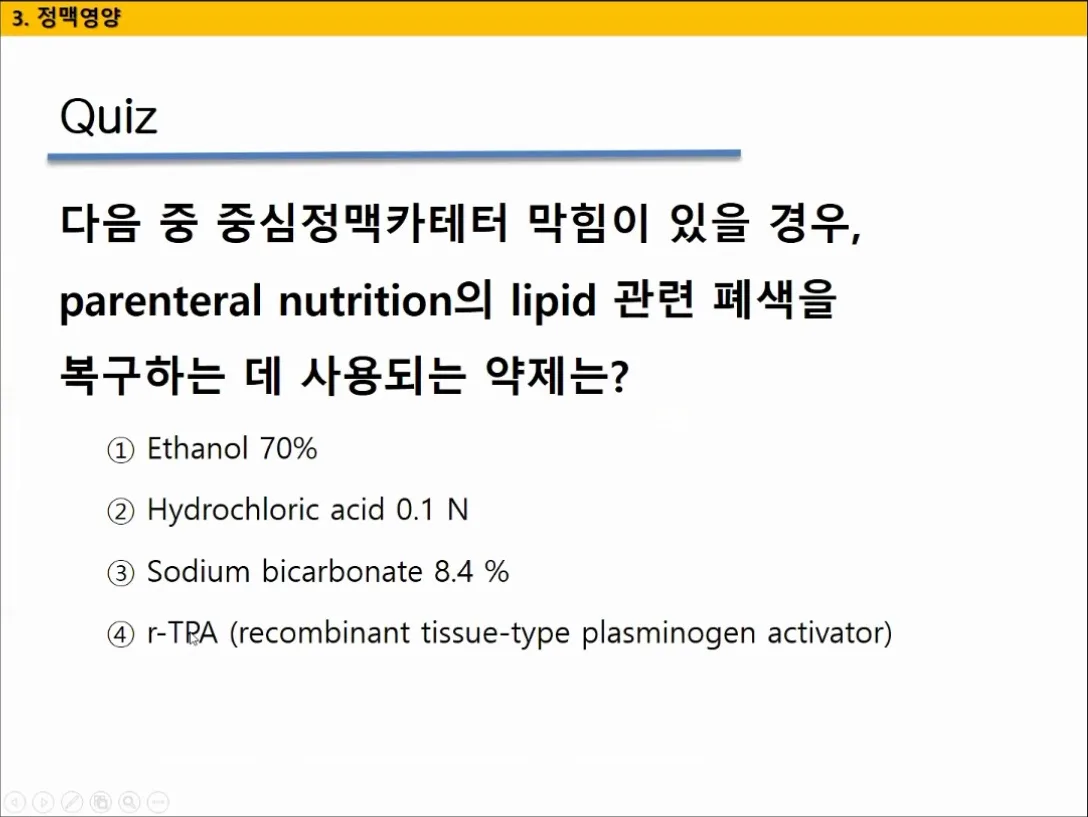 3. 정맥영양
Quiz
다음 중 중심정맥카테터 막힘이 있을 경우,
parenteral nutrition의 lipid 관련 폐색을
복구하는 데 사용되는 약제는?
① Ethanol 70%
② Hydrochloric acid 0.1 N
③ Sodium bicarbonate 8.4 %
④ r-TPA (recombinant tissue-type plasminogen activator)